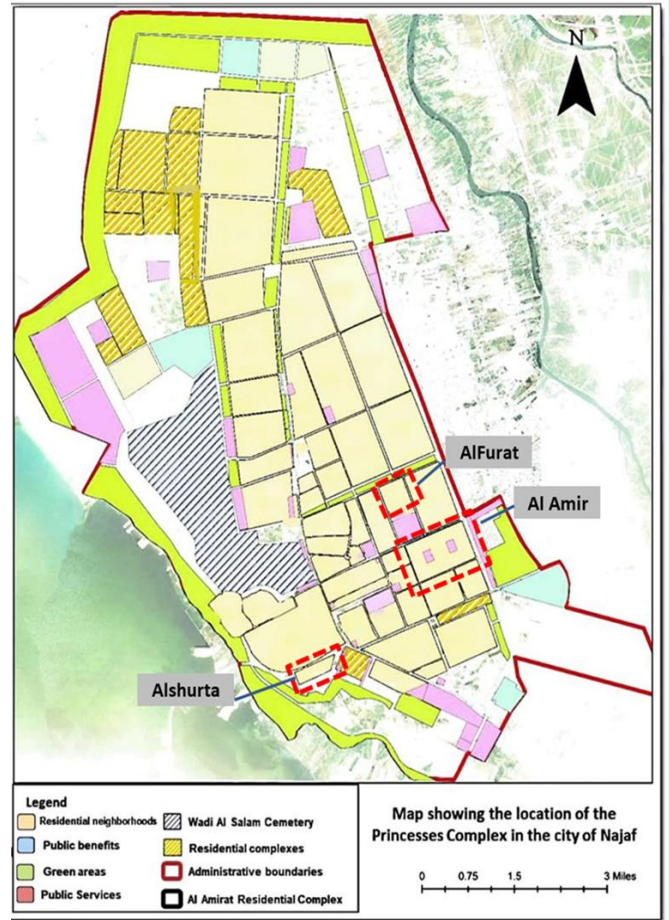 N
AlFurat
Al Amir
Alshurta
Legend
Residential neighborhoods
Public benefits
Green areas
Public Services
Wadi Al Salam Cemetery
Residential complexes
Administrative boundaries
Al Amirat Residential Complex
Map showing the location of the
Princesses Complex in the city of Najaf
0 0.75 1.5 3 Miles